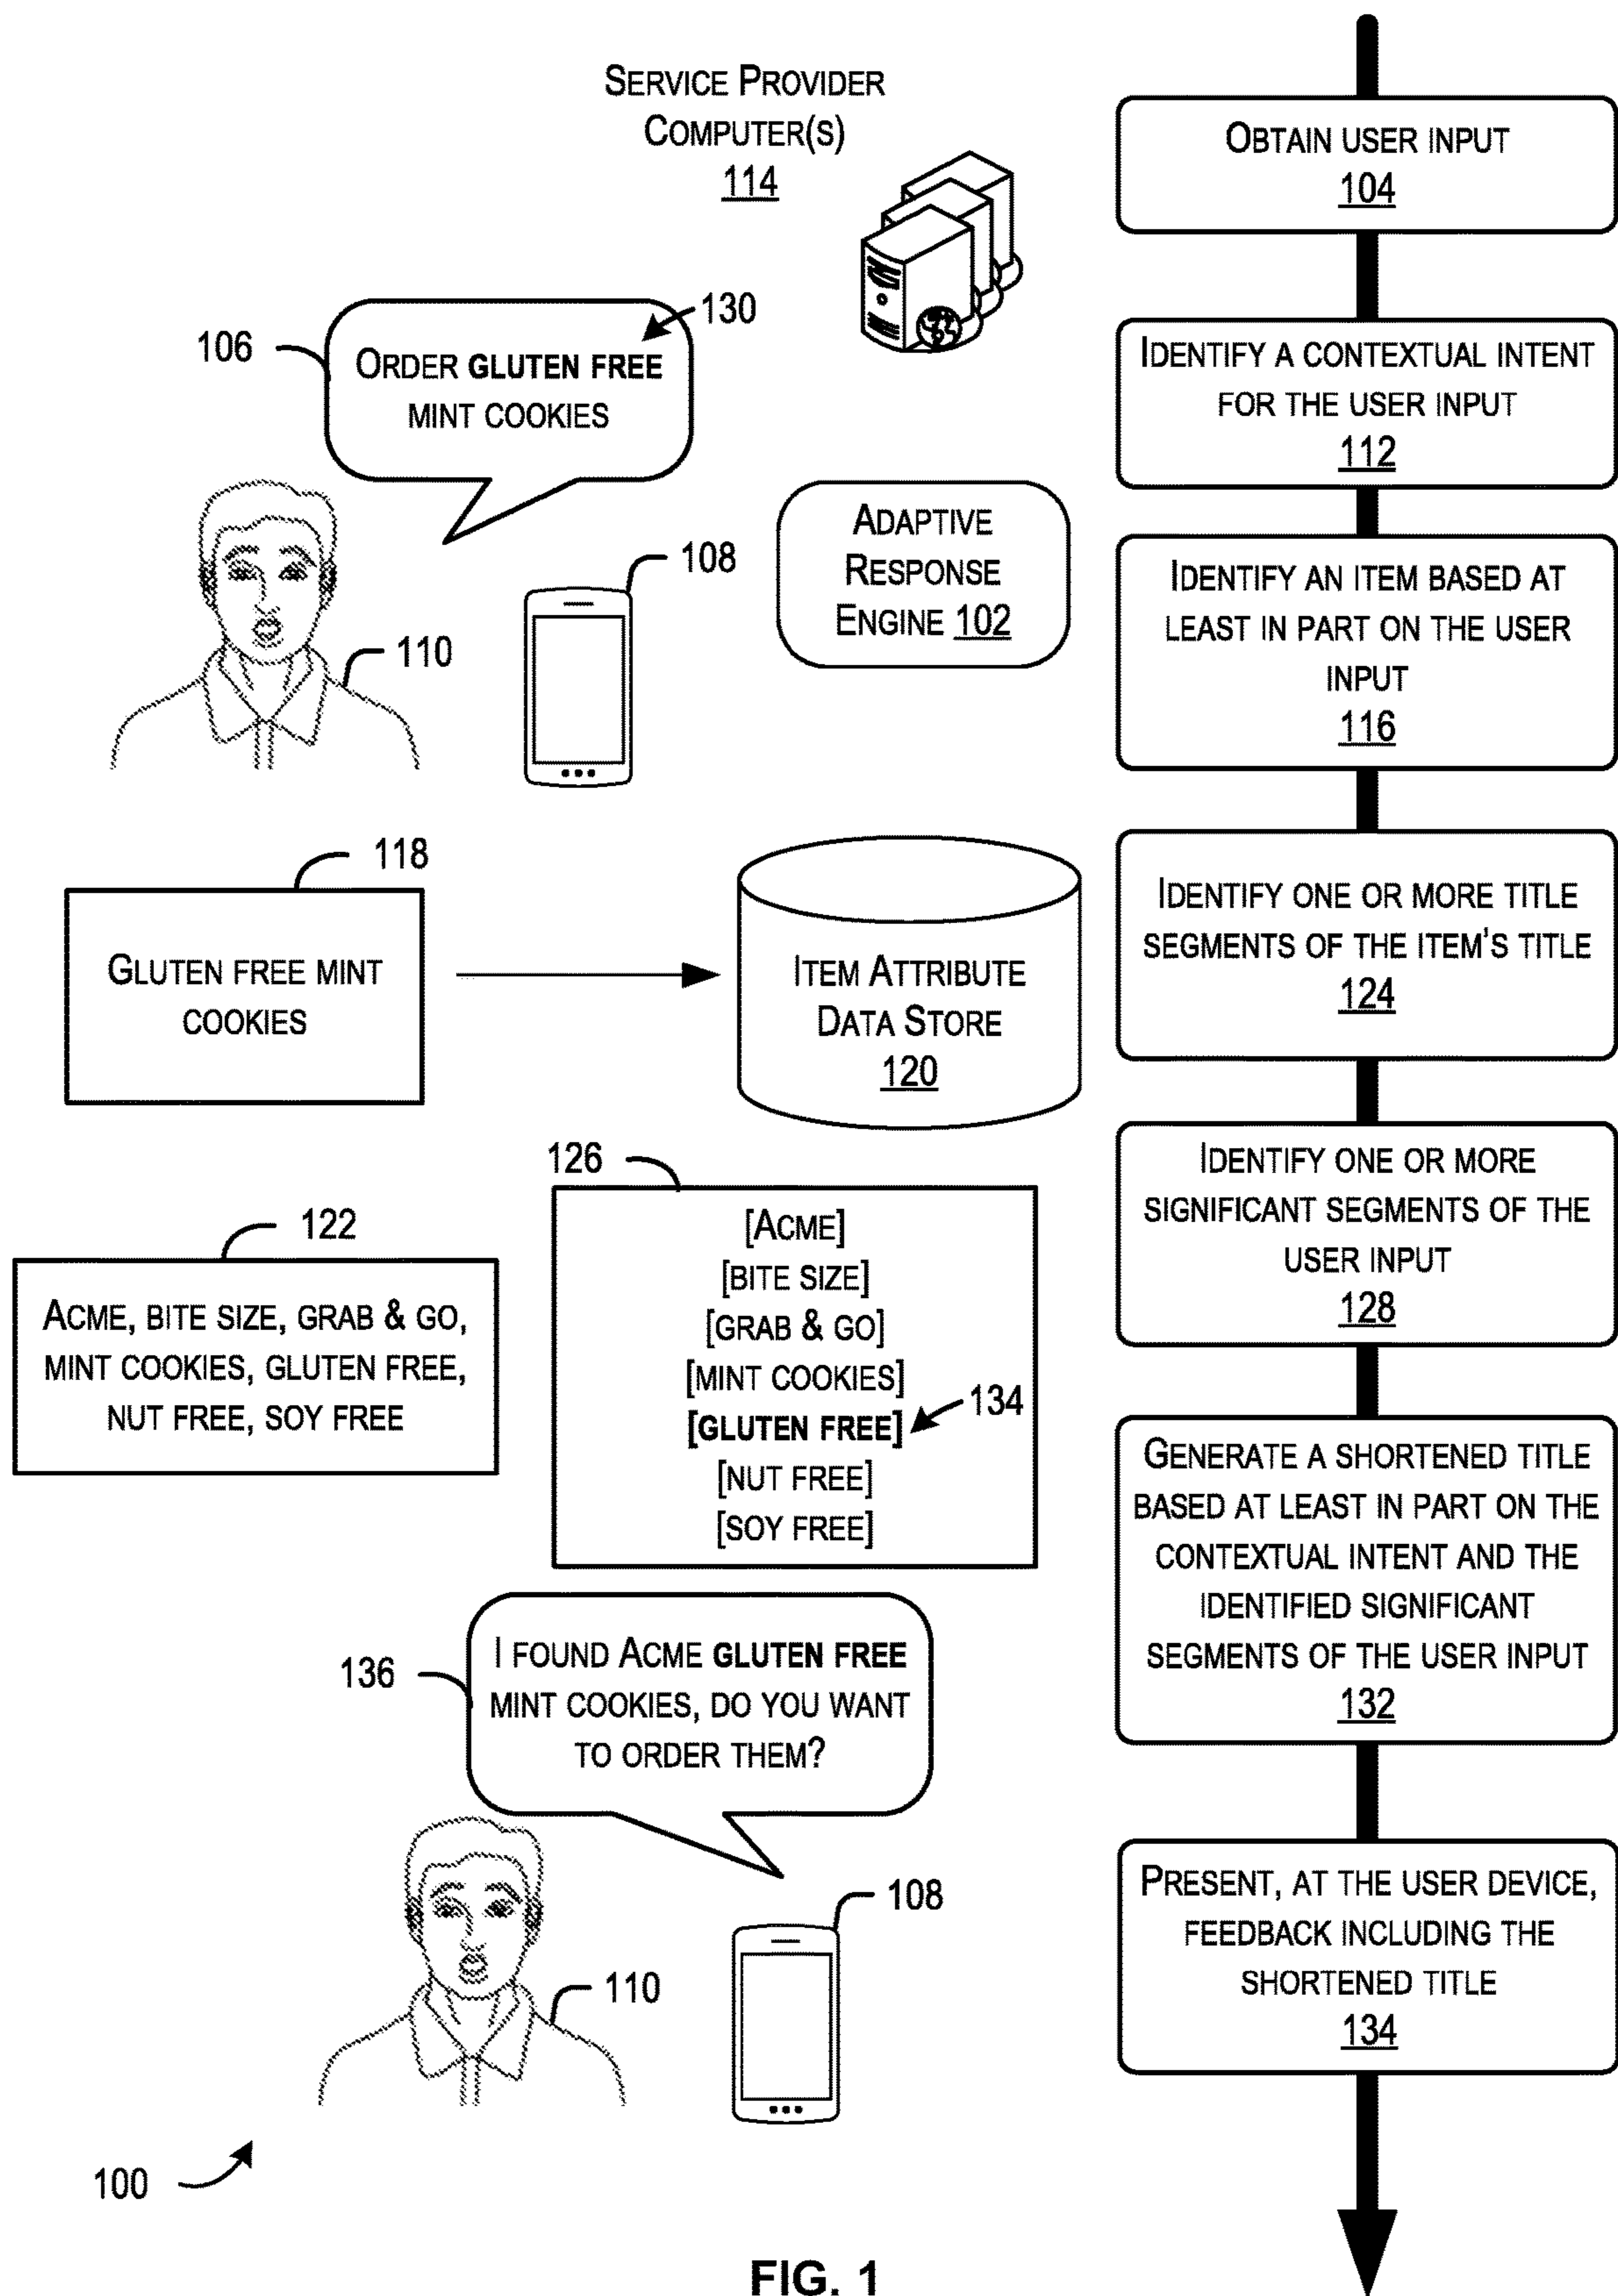 SERVICE PROVIDER
COMPUTER(S)
114
OBTAIN USER INPUT
104
130
106
ORDER GLUTEN FREE
MINT COOKIES
IDENTIFY A CONTEXTUAL INTENT
FOR THE USER INPUT
112
ADAPTIVE
RESPONSE
ENGINE 102
108
110
IDENTIFY AN ITEM BASED AT
LEAST IN PART ON THE USER
INPUT
116
118
GLUTEN FREE MINT
COOKIES
ITEM ATTRIBUTE
DATA STORE
120
IDENTIFY ONE OR MORE TITLE
SEGMENTS OF THE ITEM'S TITLE
124
126
[ACME]
[BITE SIZE]
[GRAB & GO]
[MINT COOKIES]
[GLUTEN FREE]
[NUT FREE]
[SOY FREE]
134
122
ACME, BITE SIZE, GRAB & GO,
MINT COOKIES, GLUTEN FREE,
NUT FREE, SOY FREE
IDENTIFY ONE OR MORE
SIGNIFICANT SEGMENTS OF THE
USER INPUT
128
GENERATE A SHORTENED TITLE
BASED AT LEAST IN PART ON THE
CONTEXTUAL INTENT AND THE
IDENTIFIED SIGNIFICANT
SEGMENTS OF THE USER INPUT
132
136
I FOUND ACME GLUTEN FREE
MINT COOKIES, DO YOU WANT
TO ORDER THEM?
108
110
PRESENT, AT THE USER DEVICE,
FEEDBACK INCLUDING THE
SHORTENED TITLE
134
100
FIG. 1